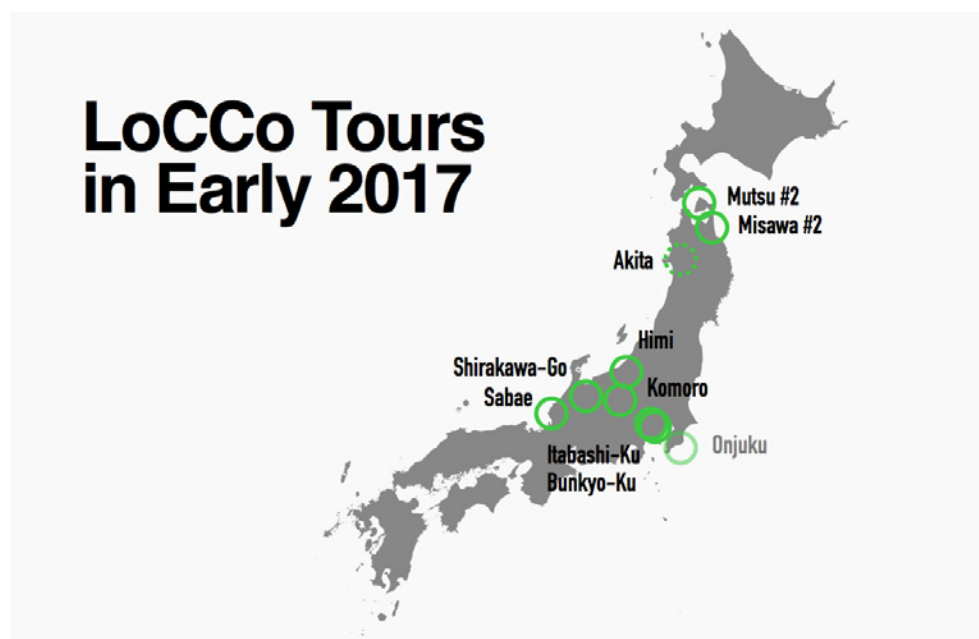 LoCCo Tours
in Early 2017
Mutsu #2
Misawa #2
Akita
Himi
Shirakawa-Go
Komoro
Sabae
Onjuku
Itabashi-Ku
Bunkyo-Ku